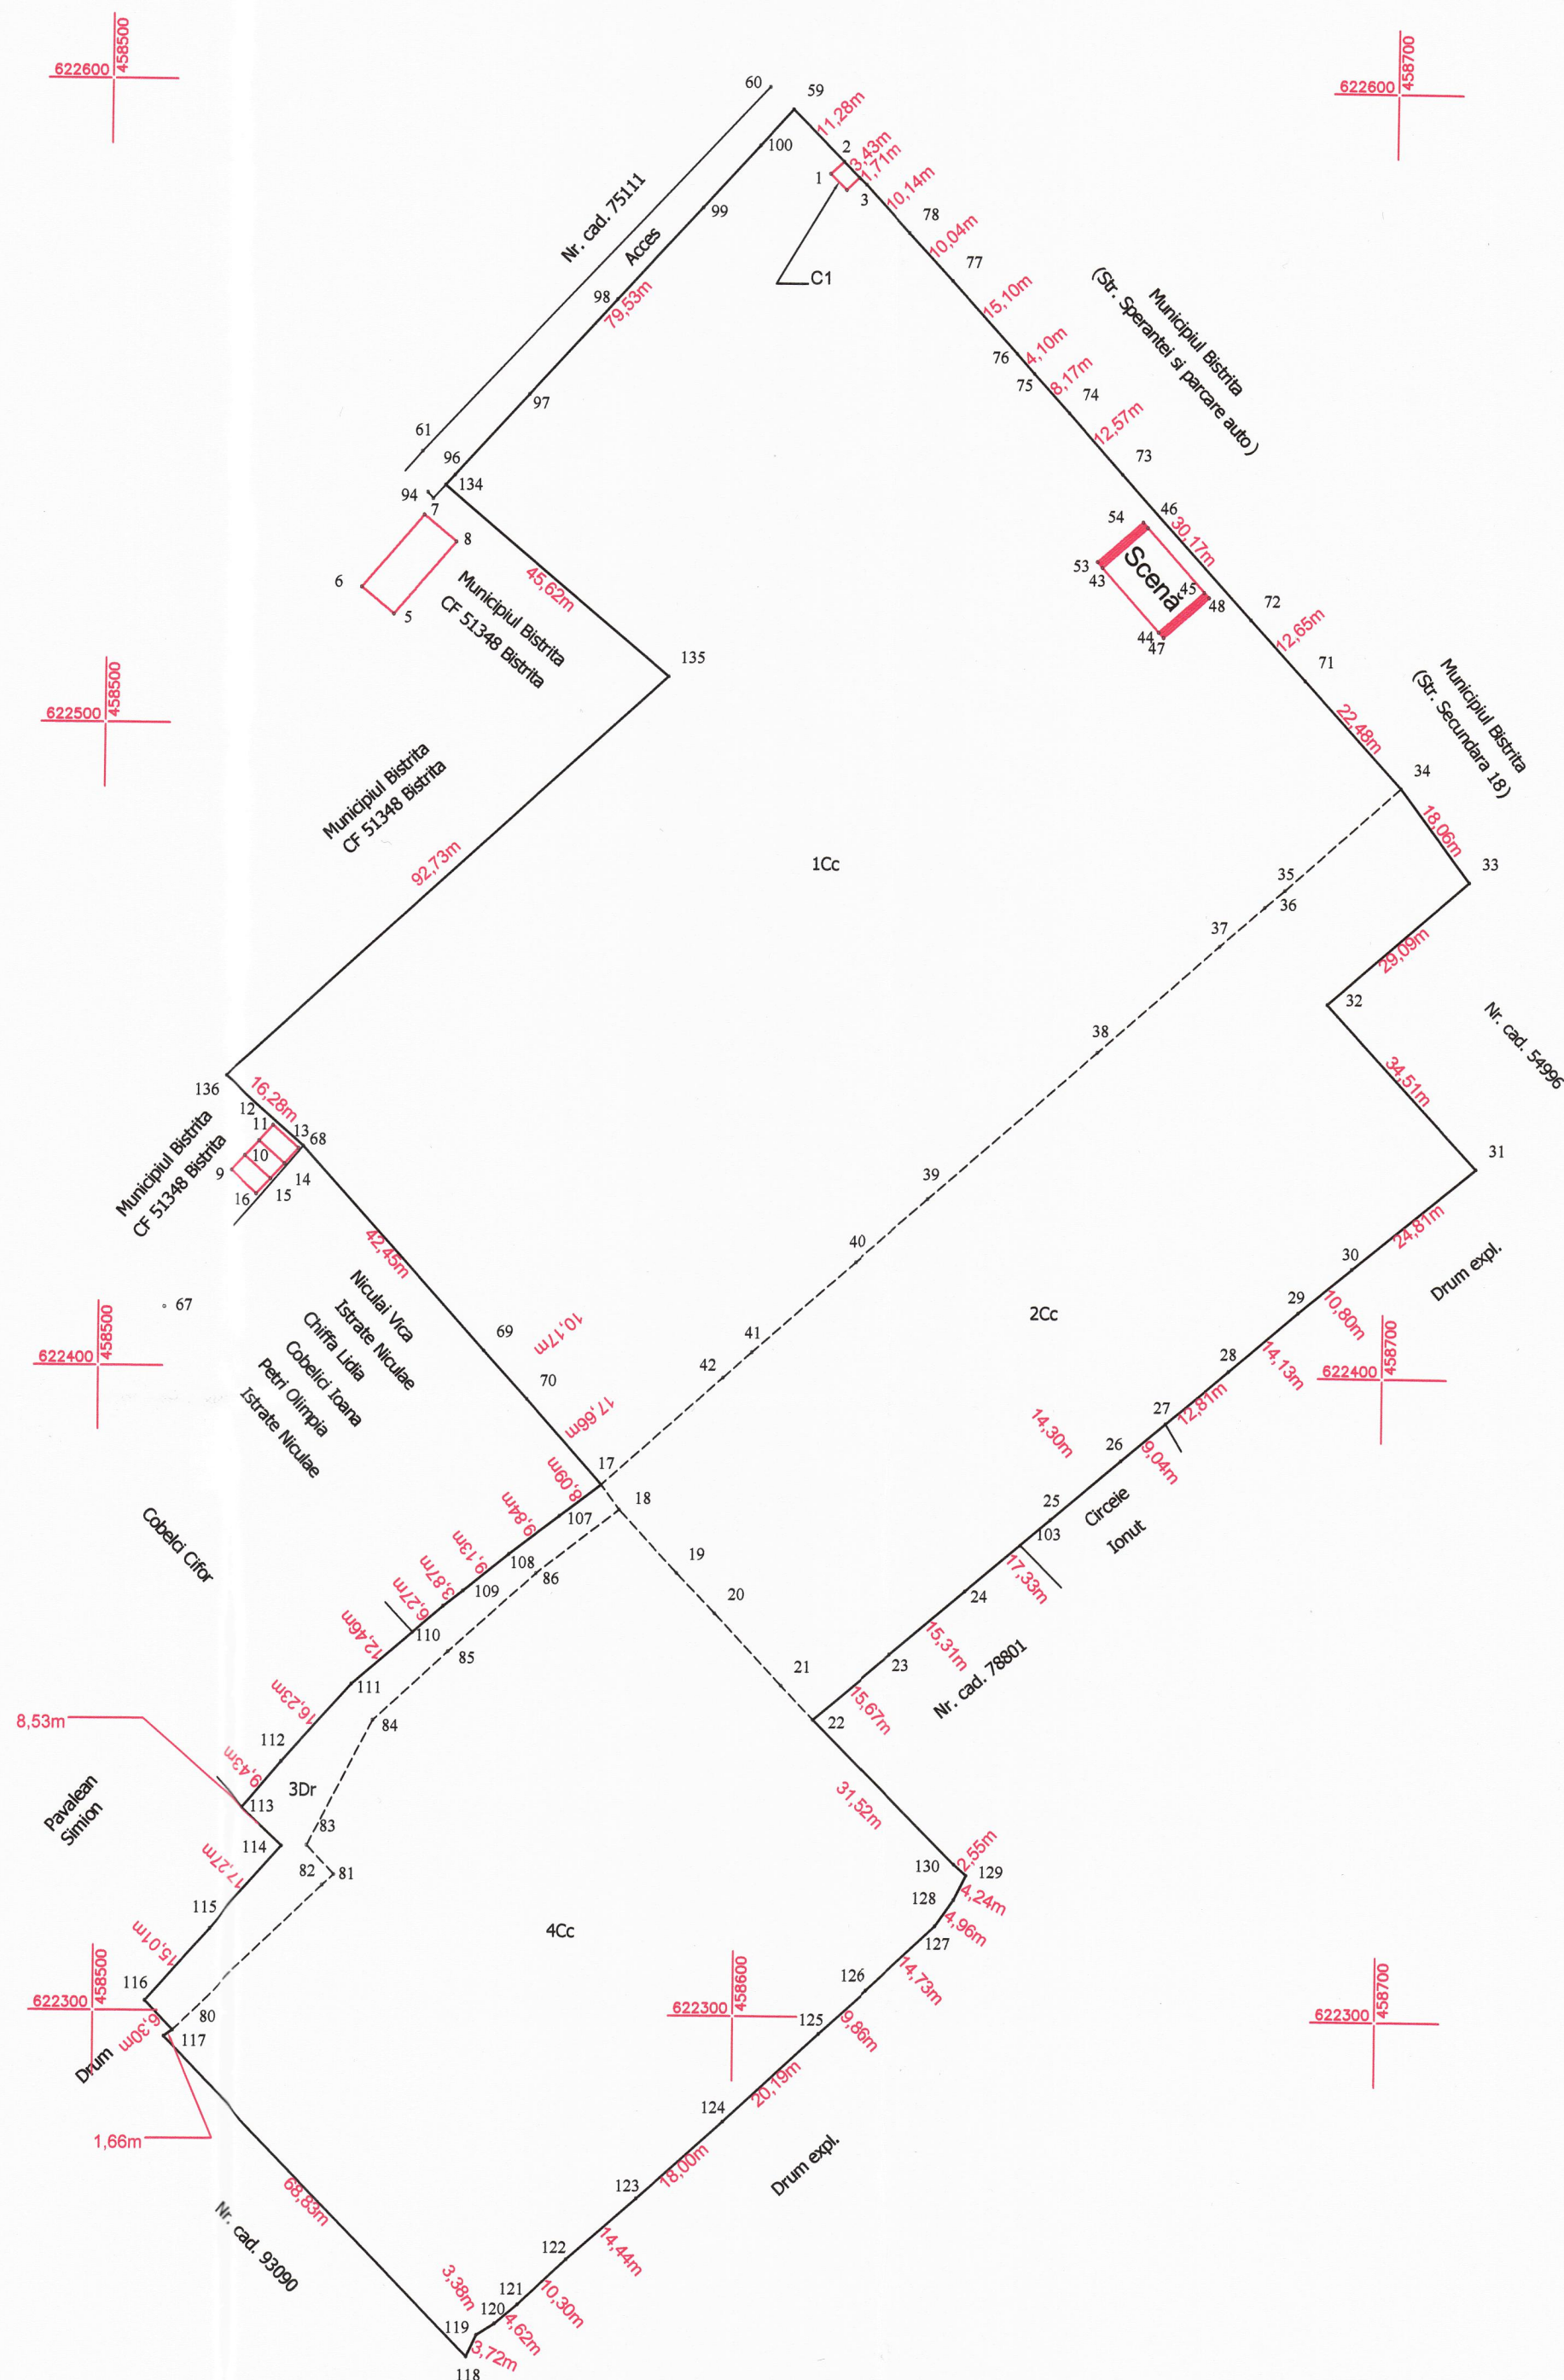 622600
458500
622600
458700
60
59
11,28m
100
2
3,43m
1,71m
1
3
10,14m
99
78
Nr. cad. 75111
Acces
10,04m
77
C1
98
79,53m
15,10m
Municipiul Bistrita
(Str. Sperantei si parcare auto)
76
4,10m
75
8,17m
74
97
12,57m
61
96
73
134
94
7
46
54
30,17m
8
Scenă
53
43
6
5
45
48
44
47
45,62m
Municipiul Bistrita
CF 51348 Bistrita
72
12,65m
135
71
622500
458500
22,48m
Municipiul Bistrita
(Str. Secundara 18)
34
18,06m
Municipiul Bistrita
CF 51348 Bistrita
92,73m
1Cc
33
35
36
37
29,09m
32
Nr. cad. 54996
38
34,51m
136
16,28m
12
11
13
68
10
9
14
15
16
31
39
Municipiul Bistrita
CF 51348 Bistrita
42,45m
24,81m
40
30
Drum expl.
29
10,80m
67
2Cc
Niculai Vica
Istrate Niculae
Chiffa Lidia
Cobelici Ioana
Petri Olimpia
Istrate Niculae
69
10,17m
41
28
14,13m
622400
458500
622400
458700
42
70
17,66m
27
12,81m
14,30m
26
9,04m
17
8,09m
18
25
103
Circeie
Ionut
107
9,84m
Cobelci Cifor
108
9,13m
86
19
17,33m
109
3,87m
20
24
6,27m
110
12,46m
85
15,31m
23
Nr. cad. 78801
111
21
15,67m
16,23m
8,53m
84
22
112
9,43m
3Dr
113
31,52m
Pavalean
Simion
83
114
17,27m
82
81
130
2,55m
129
128
4,24m
115
4Cc
4,96m
127
15,01m
14,73m
116
126
622300
458500
80
622300
458600
125
9,86m
622300
458700
6,30m
117
Drum
20,19m
1,66m
124
18,00m
Drum expl.
68,83m
123
Nr. cad. 93090
14,44m
122
3,38m
121
10,30m
120
4,62m
119
3,72m
118